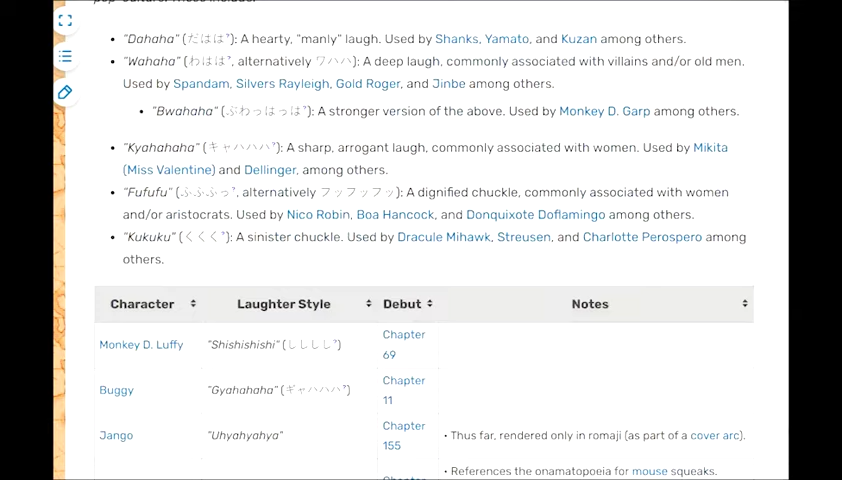 "Dahaha" (だはは?): A hearty, "manly" laugh. Used by Shanks, Yamato, and Kuzan among others.
"Wahaha" (わはは?, alternatively ワハハ): A deep laugh, commonly associated with villains and/or old men.
Used by Spandam, Silvers Rayleigh, Gold Roger, and Jinbe among others.
"Bwahaha" (ぶわっはっは?): A stronger version of the above. Used by Monkey D. Garp among others.
"Kyahahaha" (キャハハハ?): A sharp, arrogant laugh, commonly associated with women. Used by Mikita
(Miss Valentine) and Dellinger, among others.
"Fufufu" (ふふふっ?, alternatively フッフッフッ): A dignified chuckle, commonly associated with women
and/or aristocrats. Used by Nico Robin, Boa Hancock, and Donquixote Doflamingo among others.
"Kukuku" (くくく?): A sinister chuckle. Used by Dracule Mihawk, Streusen, and Charlotte Perospero among
others.
Character Laughter Style Debut Notes
Monkey D. Luffy "Shishishishi" (しししし?) Chapter 69
Buggy "Gyahahaha" (ギャハハハ?) Chapter 11
Jango "Uhyahyahya" Chapter 155 • Thus far, rendered only in romaji (as part of a cover arc).
• References the onamatopoeia for mouse squeaks.